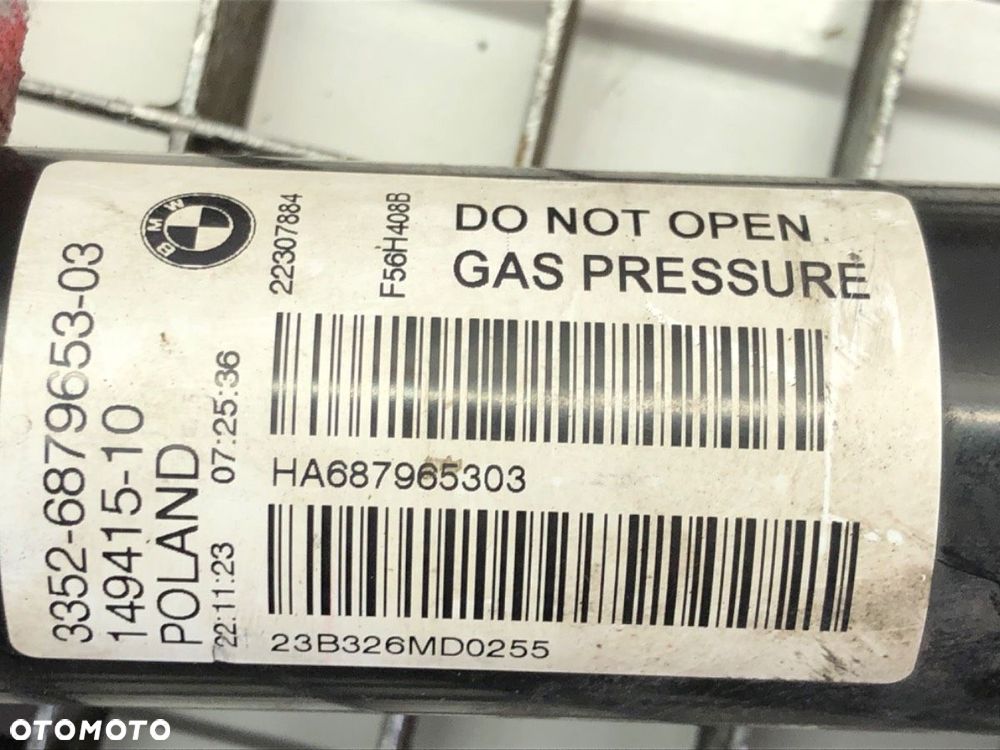 BMW
3352-6879653-03
149415-10
POLAND
22:11:23 07:25:36
22307884
F56H408B
DO NOT OPEN
GAS PRESSURE
HA687965303
23B326MD0255
OTOMOTO